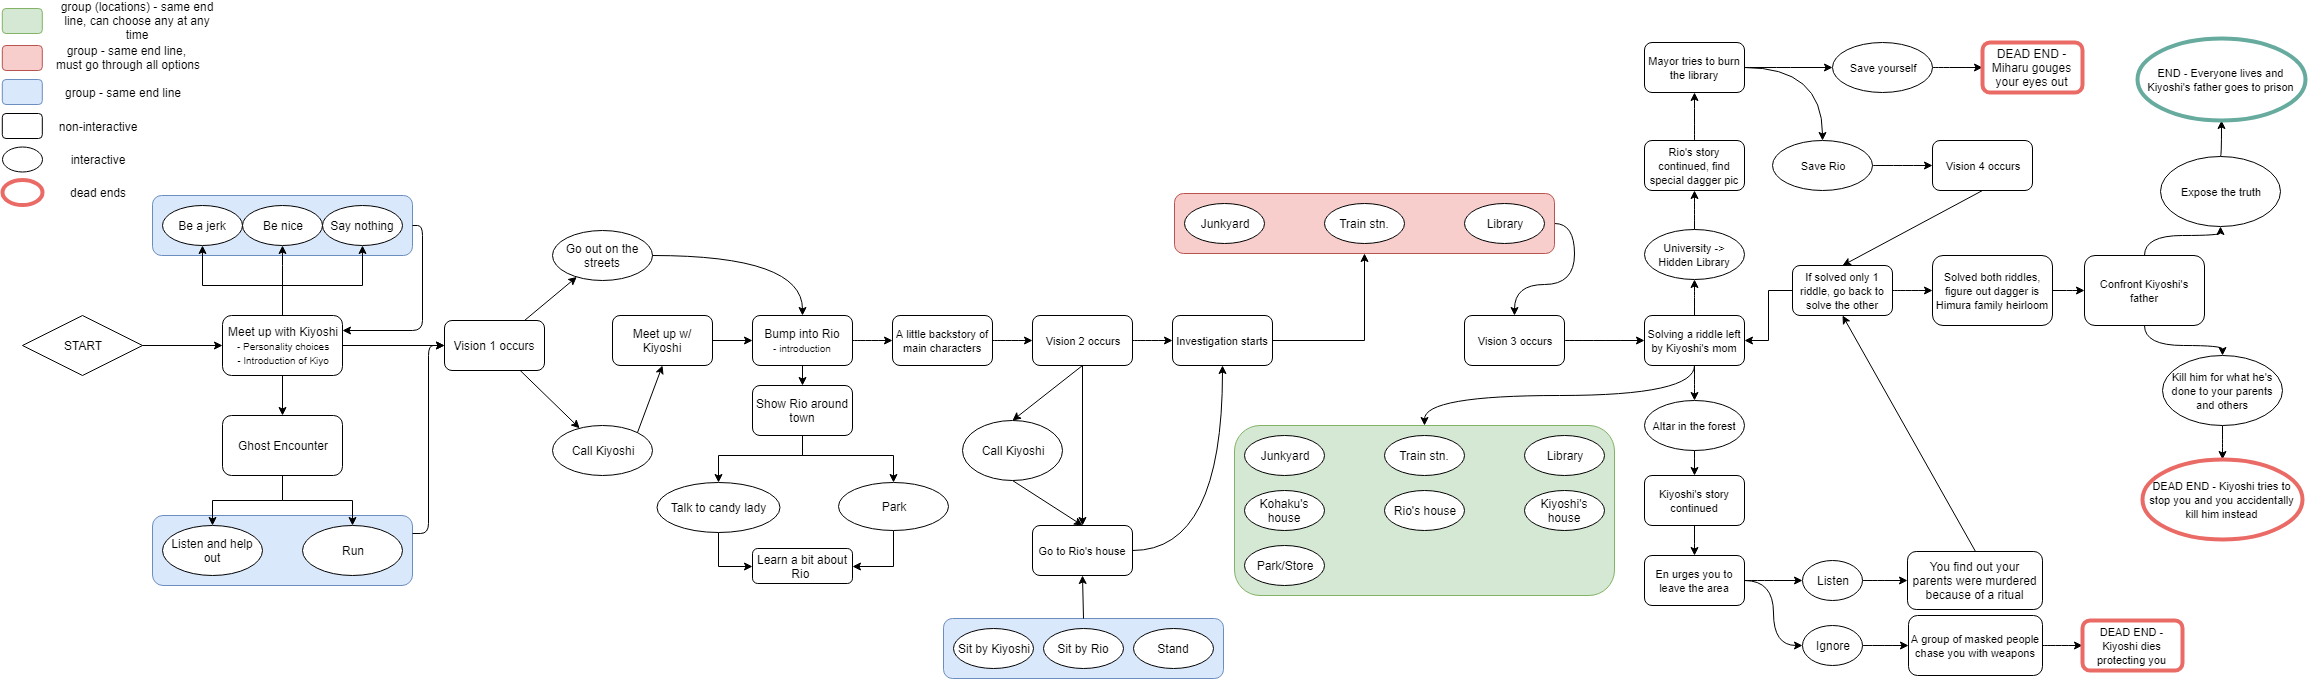 group (locations) - same end
line, can choose any at any
time
group - same end line,
must go through all options
group - same end line
non-interactive
interactive
dead ends
Be a jerk
Be nice
Say nothing
START
Meet up with Kiyoshi
- Personality choices
- Introduction of Kiyo
Ghost Encounter
Listen and help
out
Run
Vision 1 occurs
Go out on the
streets
Call Kiyoshi
Meet up w/
Kiyoshi
Bump into Rio
- introduction
Show Rio around
town
Talk to candy lady
Park
Learn a bit about
Rio
A little backstory of
main characters
Vision 2 occurs
Call Kiyoshi
Go to Rio's house
Sit by Kiyoshi
Sit by Rio
Stand
Investigation starts
Junkyard
Train stn.
Library
Vision 3 occurs
Solving a riddle left
by Kiyoshi's mom
Junkyard
Train stn.
Library
Kohaku's
house
Rio's house
Kiyoshi's
house
Park/Store
University ->
Hidden Library
Rio's story
continued, find
special dagger pic
Mayor tries to burn
the library
Save yourself
DEAD END -
Miharu gouges
your eyes out
Save Rio
Vision 4 occurs
Altar in the forest
Kiyoshi's story
continued
En urges you to
leave the area
Listen
You find out your
parents were murdered
because of a ritual
Ignore
A group of masked people
chase you with weapons
DEAD END -
Kiyoshi dies
protecting you
If solved only 1
riddle, go back to
solve the other
Solved both riddles,
figure out dagger is
Himura family heirloom
Confront Kiyoshi's
father
Expose the truth
END - Everyone lives and
Kiyoshi's father goes to prison
Kill him for what he's
done to your parents
and others
DEAD END - Kiyoshi tries to
stop you and you accidentally
kill him instead